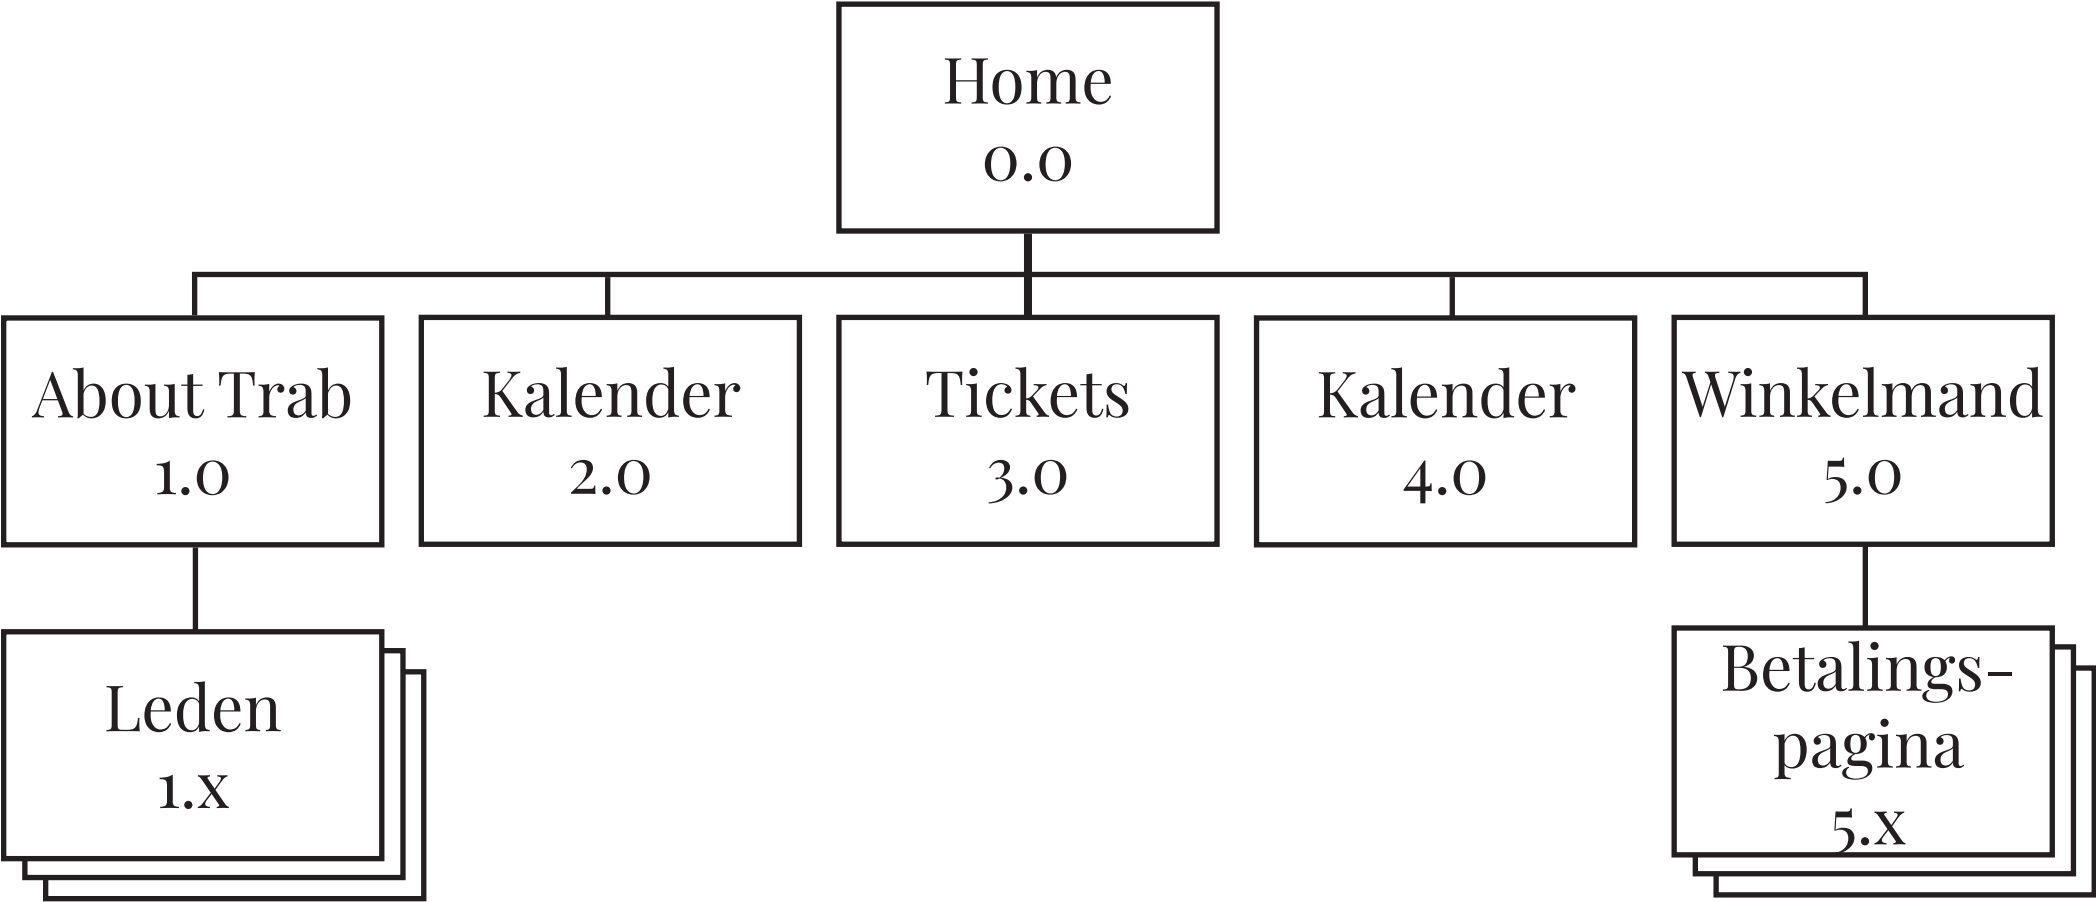 Home
0.0
About Trab
1.0
Kalender
2.0
Tickets
3.0
Kalender
4.0
Winkelmand
5.0
Leden
1.x
Betalings-
pagina
5.x